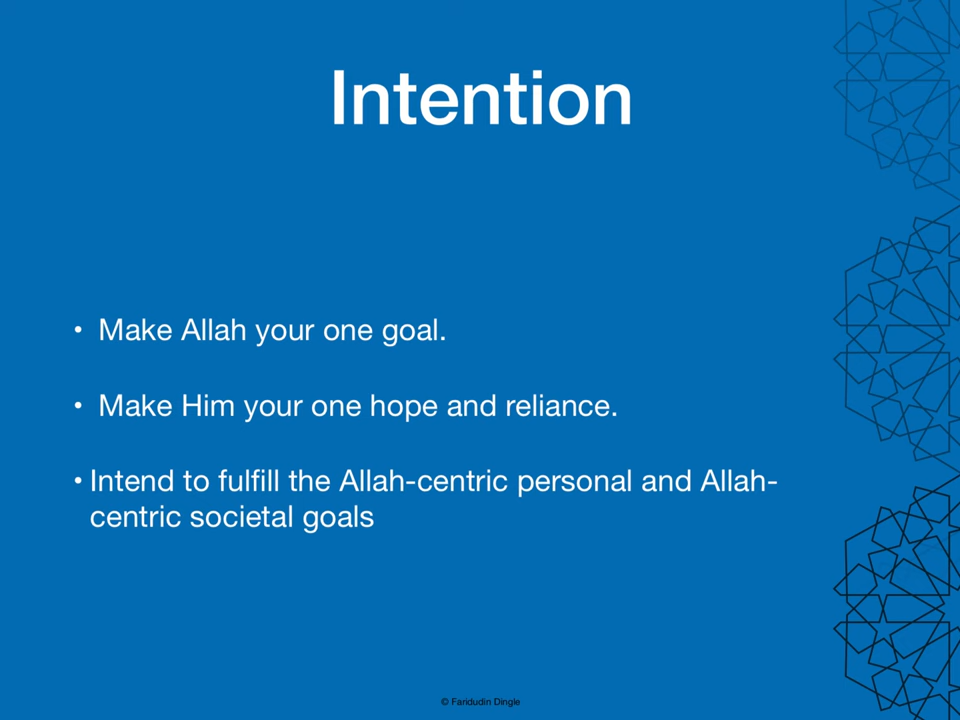 Intention
• Make Allah your one goal.
• Make Him your one hope and reliance.
• Intend to fulfill the Allah-centric personal and Allah-
centric societal goals
© Faridudin Dingle